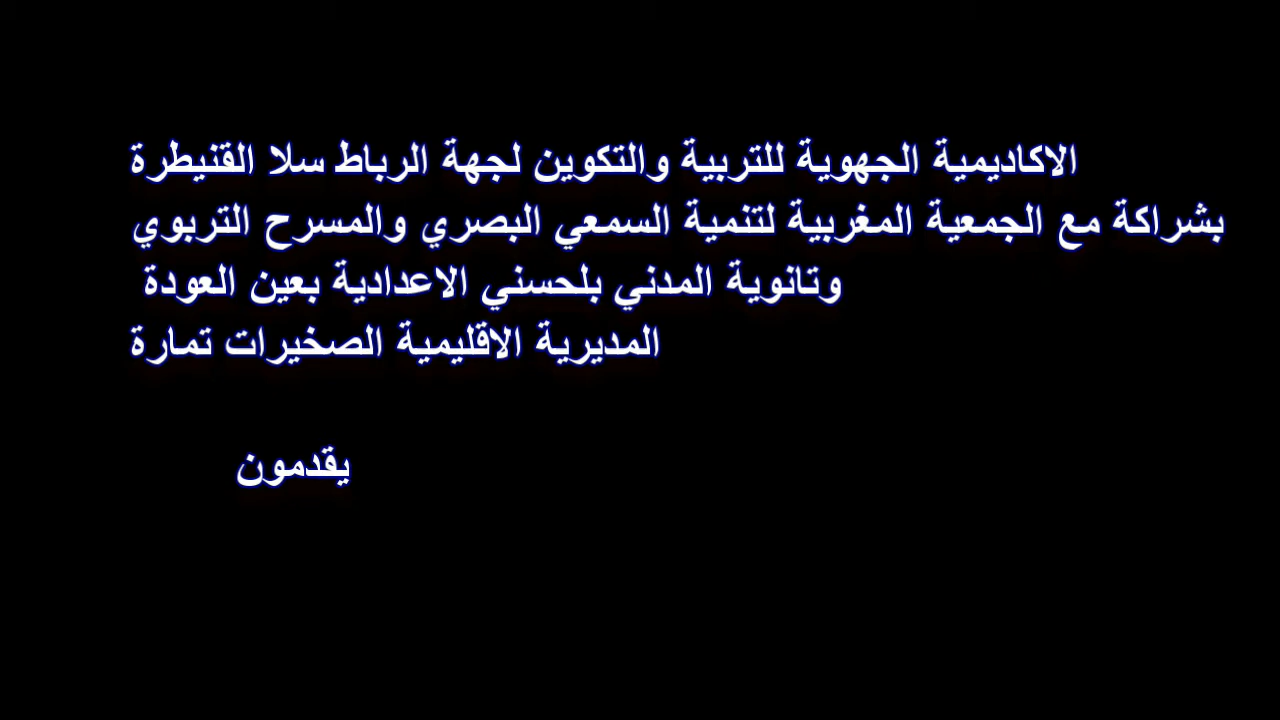 الاكاديمية الجهوية للتربية والتكوين لجهة الرباط سلا القنيطرة
بشراكة مع الجمعية المغربية لتنمية السمعي البصري والمسرح التربوي
وتانوية المدني بلحسني الاعدادية بعين العودة
المديرية الاقليمية الصخيرات تمارة
يقدمون